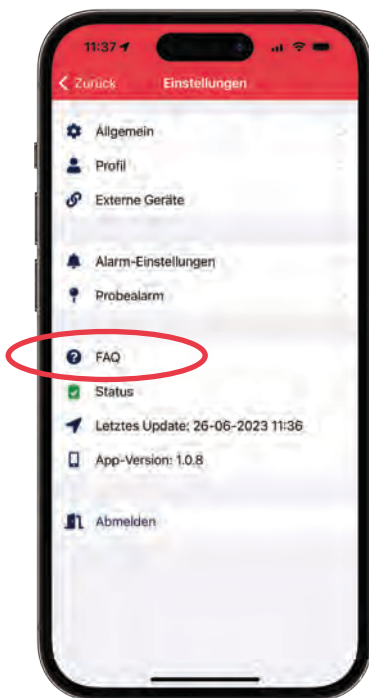 11:37
Zurück Einstellungen
Allgemein
Profil
Externe Geräte
Alarm-Einstellungen
Probealarm
FAQ
Status
Letztes Update: 26-06-2023 11:36
App-Version: 1.0.8
Abmelden